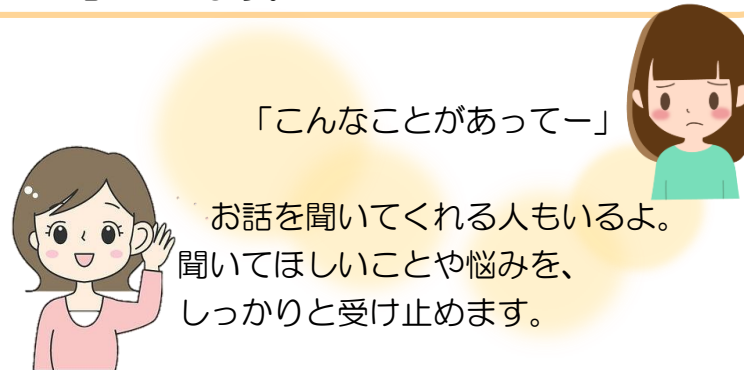 「こんなことがあってー」
お話を聞いてくれる人もいるよ。
聞いてほしいことや悩みを、
しっかりと受け止めます。